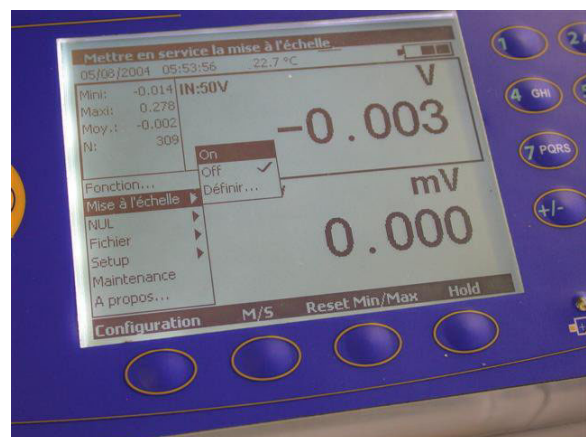 Mettre en service la mise à l'échelle
05/08/2004 05:53:56 22.7 °C
Mini: -0.014 IN:50V V
Maxi: 0.278
Moy.: -0.002 -0.003
N: 309
On
Fonction... Off ✓
Mise à l'échelle Définir... mV
NUL
Fichier 0.000
Setup
Maintenance
A propos...
Configuration M/S Reset Min/Max Hold
1
2
4 GHI
7 PQRS
+/-